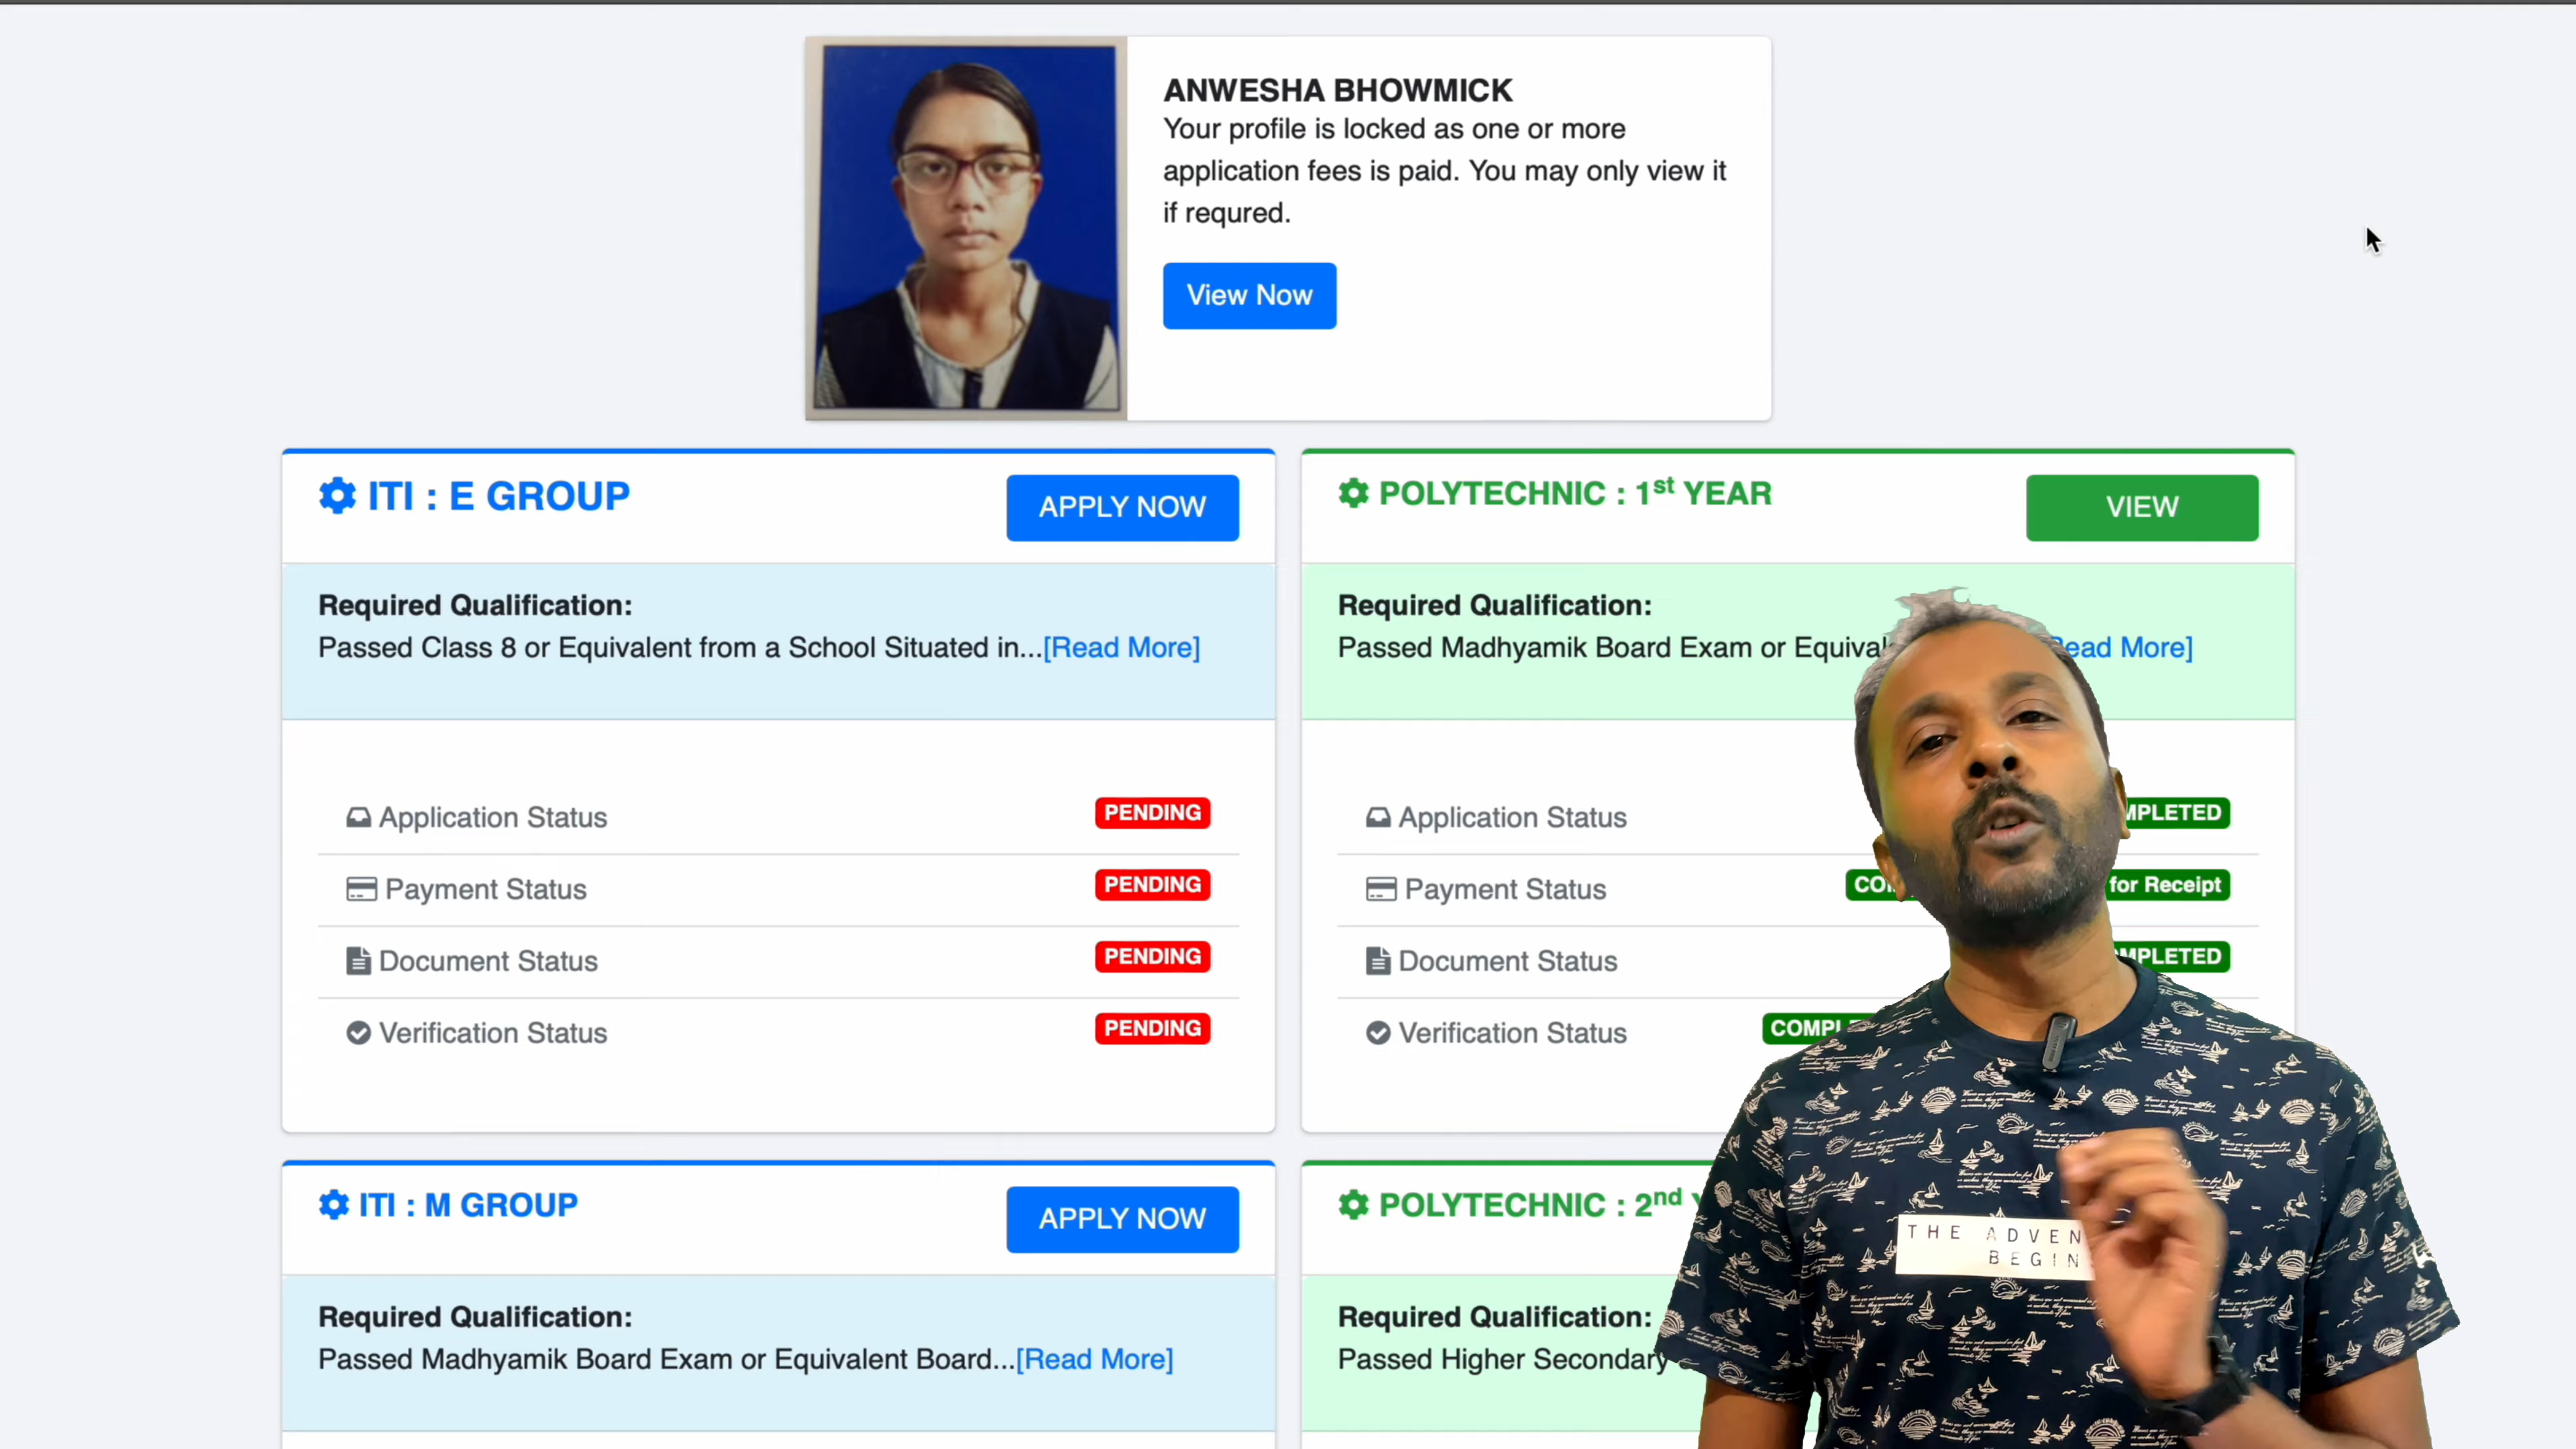 ANWESHA BHOWMICK
Your profile is locked as one or more
application fees is paid. You may only view it
if requred.
View Now
ITI : E GROUP
APPLY NOW
Required Qualification:
Passed Class 8 or Equivalent from a School Situated in...[Read More]
Application Status PENDING
Payment Status PENDING
Document Status PENDING
Verification Status PENDING
POLYTECHNIC : 1st YEAR
VIEW
Required Qualification:
Passed Madhyamik Board Exam or More]
Application Status
Payment Status for Receipt
Document Status
Verification Status
ITI : M GROUP
APPLY NOW
Required Qualification:
Passed Madhyamik Board Exam or Equivalent Board...[Read More]
POLYTECHNIC : 2nd
Required Qualification:
Passed Higher Secondary
THE
BEGIN